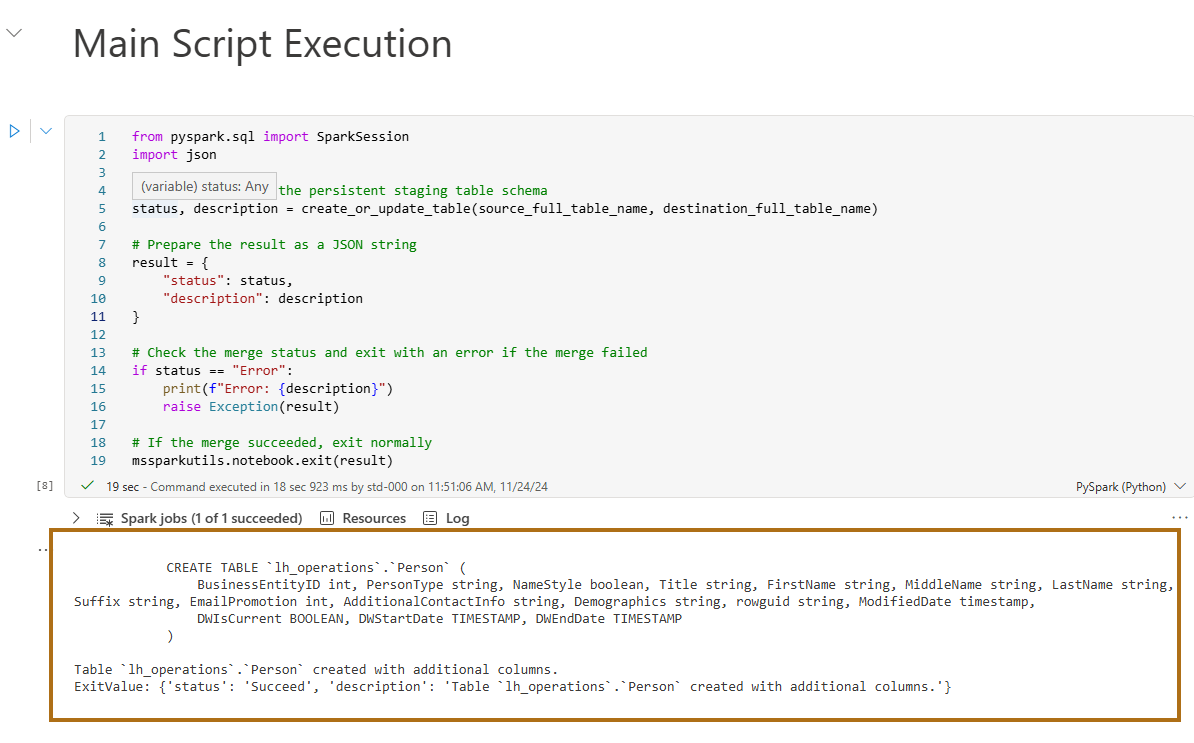 Main Script Execution
1 from pyspark.sql import SparkSession
2 import json
3
(variable) status: Any
4 the persistent staging table schema
5 status, description = create_or_update_table(source_full_table_name, destination_full_table_name)
6
7 # Prepare the result as a JSON string
8 result = {
9 "status": status,
10 "description": description
11 }
12
13 # Check the merge status and exit with an error if the merge failed
14 if status == "Error":
15 print(f"Error: {description}")
16 raise Exception(result)
17
18 # If the merge succeeded, exit normally
19 mssparkutils.notebook.exit(result)
[8] 19 sec - Command executed in 18 sec 923 ms by std-000 on 11:51:06 AM, 11/24/24 PySpark (Python)
Spark jobs (1 of 1 succeeded) Resources Log
CREATE TABLE `lh_operations`.`Person` (
BusinessEntityID int, PersonType string, NameStyle boolean, Title string, FirstName string, MiddleName string, LastName string,
Suffix string, EmailPromotion int, AdditionalContactInfo string, Demographics string, rowguid string, ModifiedDate timestamp,
DWIsCurrent BOOLEAN, DWStartDate TIMESTAMP, DWEndDate TIMESTAMP
)
Table `lh_operations`.`Person` created with additional columns.
ExitValue: {'status': 'Succeed', 'description': 'Table `lh_operations`.`Person` created with additional columns.'}